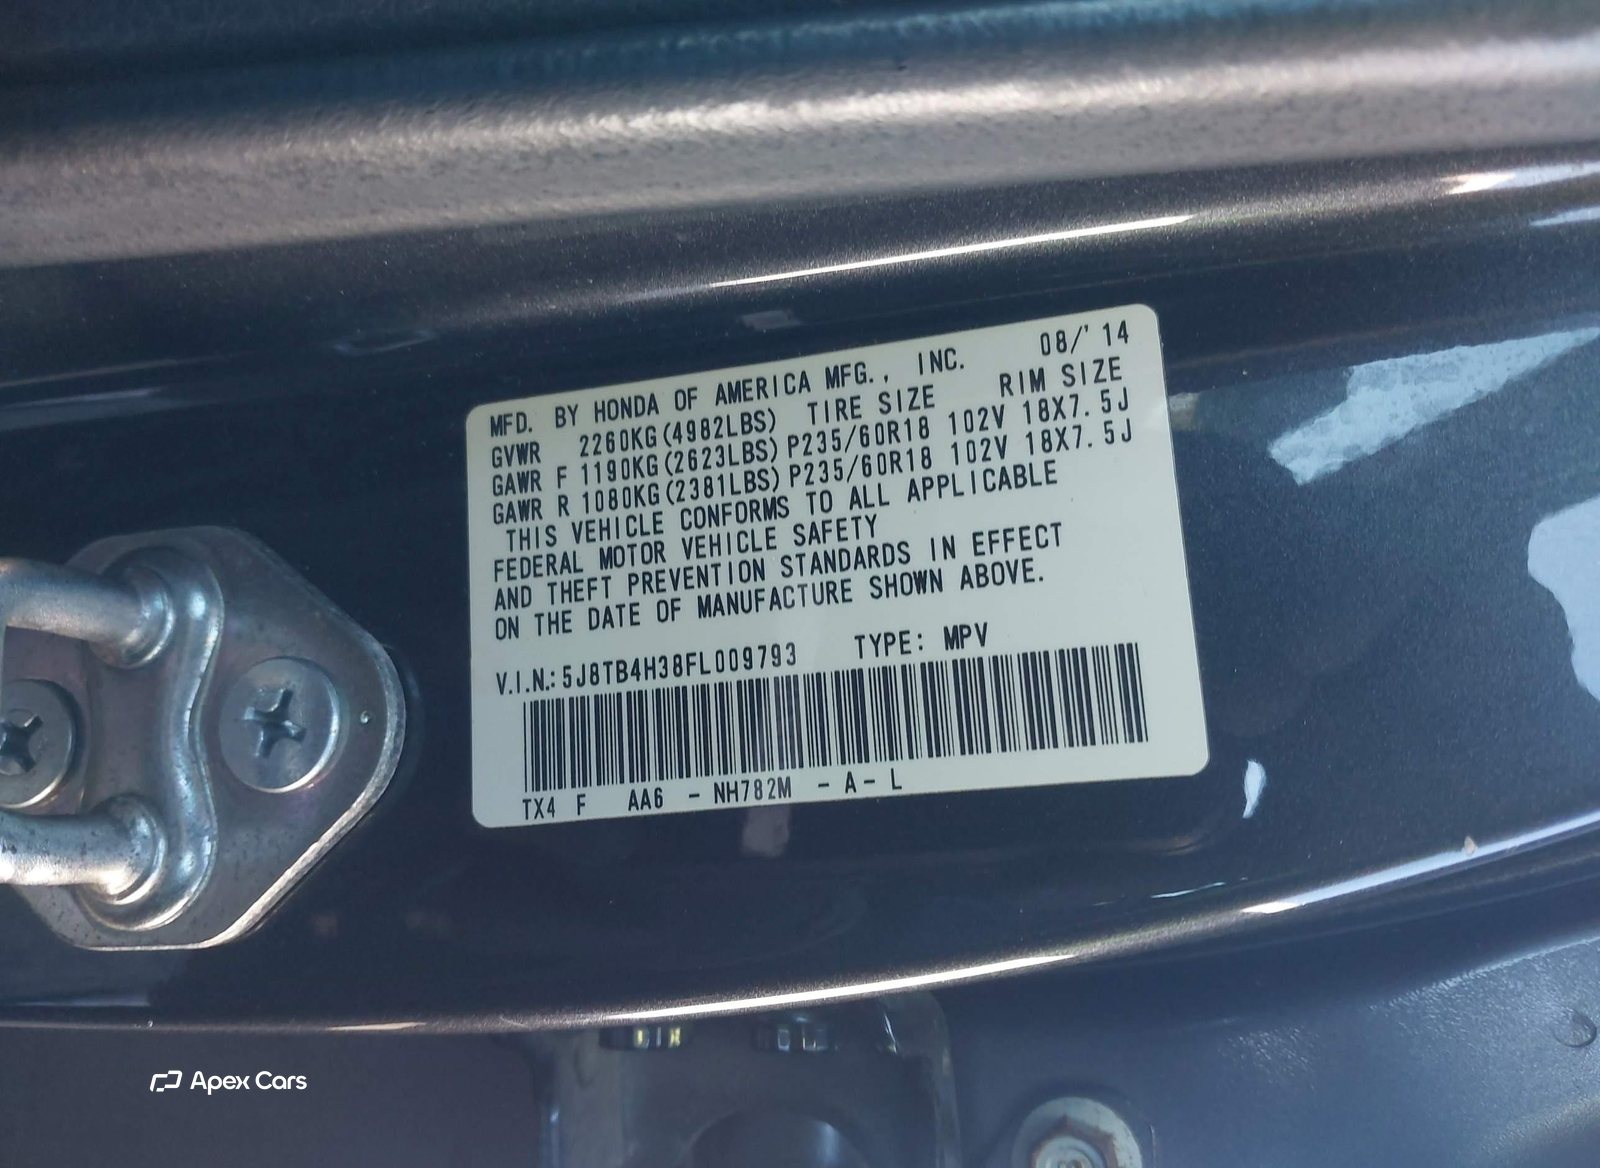 MFD. BY HONDA OF AMERICA MFG., INC. 08/'14
GVWR 2260KG(4982LBS) TIRE SIZE RIM SIZE
GAWR F 1190KG(2623LBS) P235/60R18 102V 18X7.5J
GAWR R 1080KG(2381LBS) P235/60R18 102V 18X7.5J
THIS VEHICLE CONFORMS TO ALL APPLICABLE
FEDERAL MOTOR VEHICLE SAFETY
AND THEFT PREVENTION STANDARDS IN EFFECT
ON THE DATE OF MANUFACTURE SHOWN ABOVE.
V.I.N.: 5J8TB4H38FL009793 TYPE: MPV
TX4 F AA6 - NH782M - A - L
Apex Cars